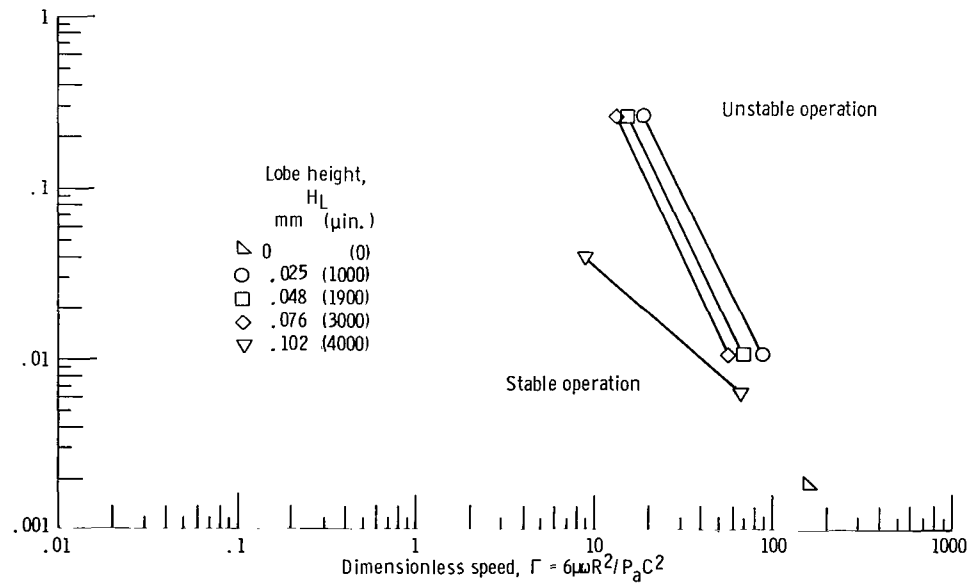 1
.1
.01
.001
Unstable operation
Lobe height,
H_L
mm (μin.)
0 (0)
.025 (1000)
.048 (1900)
.076 (3000)
.102 (4000)
Stable operation
.01 .1 1 10 100 1000
Dimensionless speed, Γ = 6μωR²/PₐC²